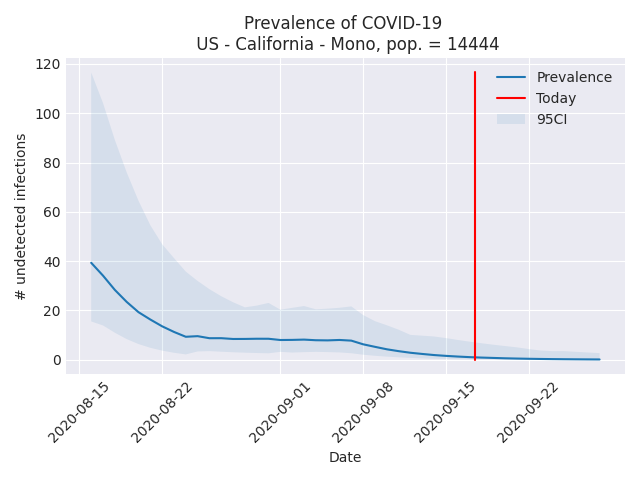 Prevalence of COVID-19
US - California - Mono, pop. = 14444
120
100
80
60
40
20
0
# undetected infections
Prevalence
Today
95CI
2020-08-15
2020-08-22
2020-09-01
2020-09-08
2020-09-15
2020-09-22
Date